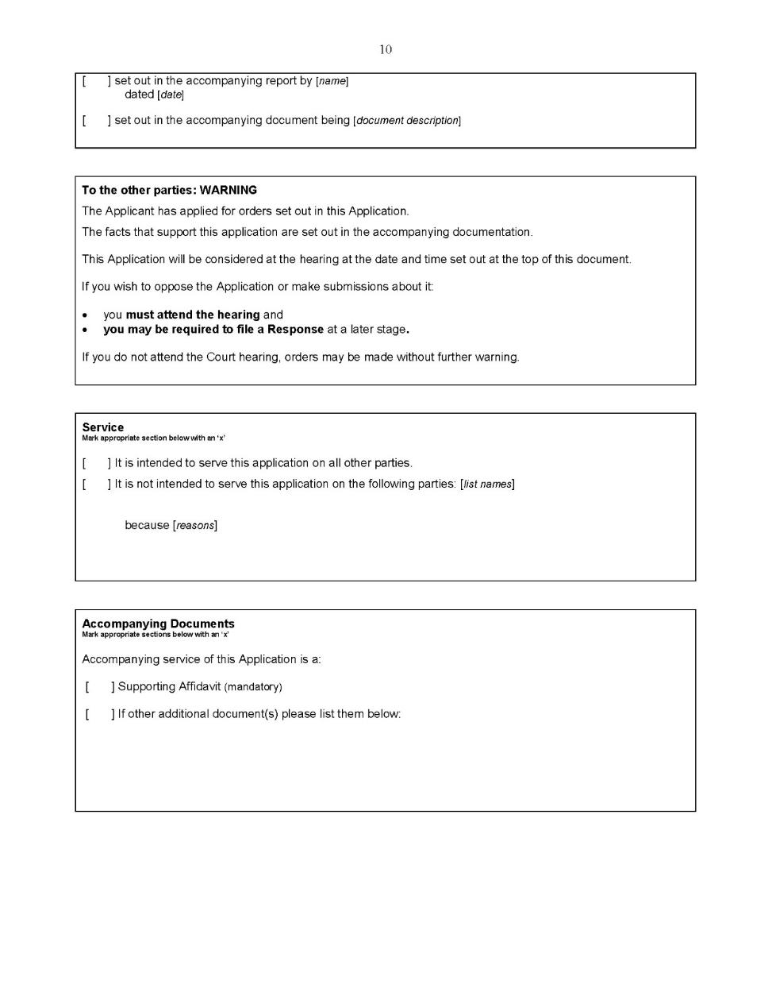 10
[ ] set out in the accompanying report by [name]
dated [date]
[ ] set out in the accompanying document being [document description]
To the other parties: WARNING
The Applicant has applied for orders set out in this Application.
The facts that support this application are set out in the accompanying documentation.
This Application will be considered at the hearing at the date and time set out at the top of this document.
If you wish to oppose the Application or make submissions about it:
• you must attend the hearing and
• you may be required to file a Response at a later stage.
If you do not attend the Court hearing, orders may be made without further warning.
Service
Mark appropriate section below with an ‘x’
[ ] It is intended to serve this application on all other parties.
[ ] It is not intended to serve this application on the following parties: [list names]
because [reasons]
Accompanying Documents
Mark appropriate sections below with an ‘x’
Accompanying service of this Application is a:
[ ] Supporting Affidavit (mandatory)
[ ] If other additional document(s) please list them below: